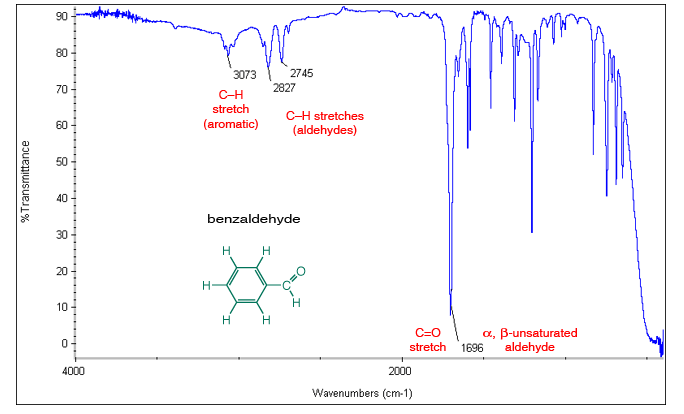 90
80
70
60
50
40
30
20
10
0
%Transmittance
3073
2827
2745
C–H
stretch
(aromatic)
C–H stretches
(aldehydes)
benzaldehyde
H H
H C O
H
H H
C=O
stretch
1696
α, β-unsaturated
aldehyde
4000 2000
Wavenumbers (cm-1)